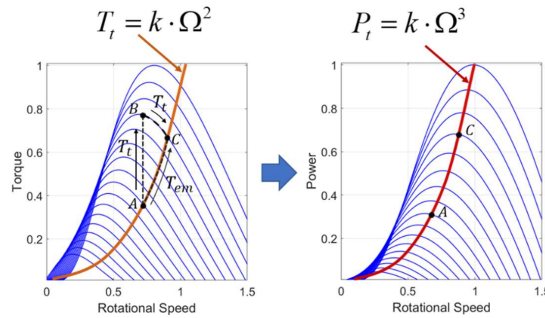 T_t = k · Ω²
P_t = k · Ω³
Torque
1
0.8
0.6
0.4
0.2
0
0.5
1
1.5
Rotational Speed
B
T_t
C
T_t
A
T_em
Power
1
0.8
0.6
0.4
0.2
0
0.5
1
1.5
Rotational Speed
C
A